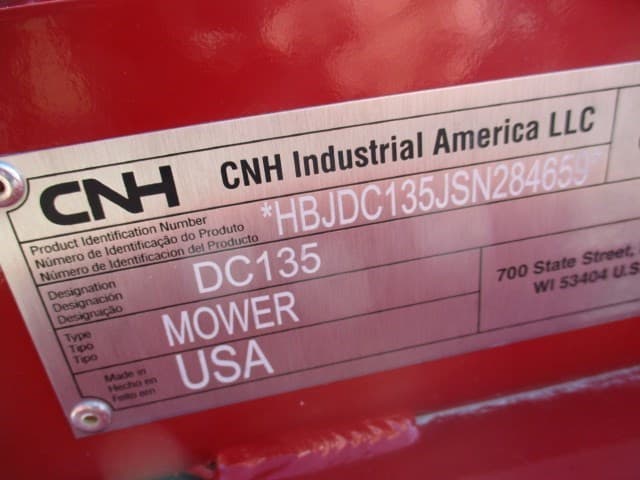 CNH CNH Industrial America LLC
Product Identification Number
Número de Identificação do Produto
Número de Identificacion del Producto
*HBJDC135JSN284659*
Designation
Designación
Designação
DC135
Type
Tipo
Tipo
MOWER
700 State Street,
WI 53404 U.S
Made in
Hecho en
Feito em
USA